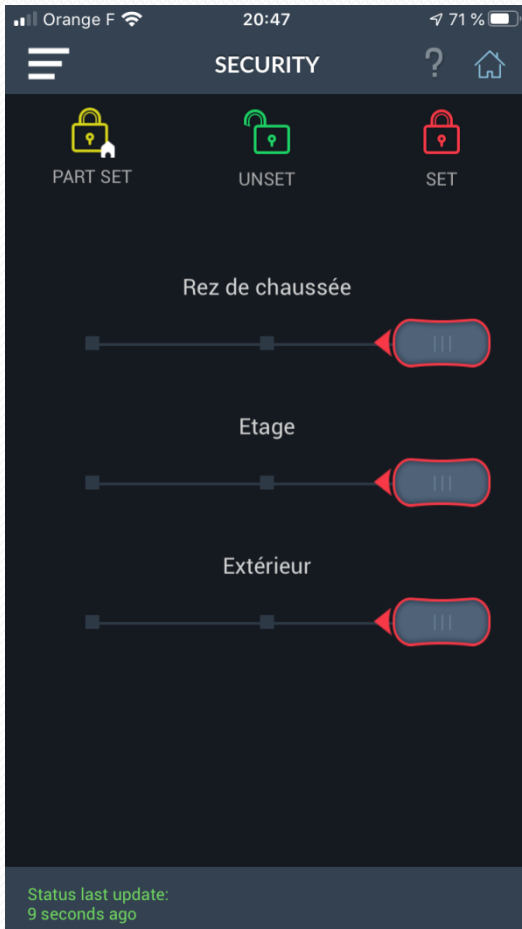 Orange F 20:47 71 %
SECURITY ?
PART SET UNSET SET
Rez de chaussée
Etage
Extérieur
Status last update:
9 seconds ago